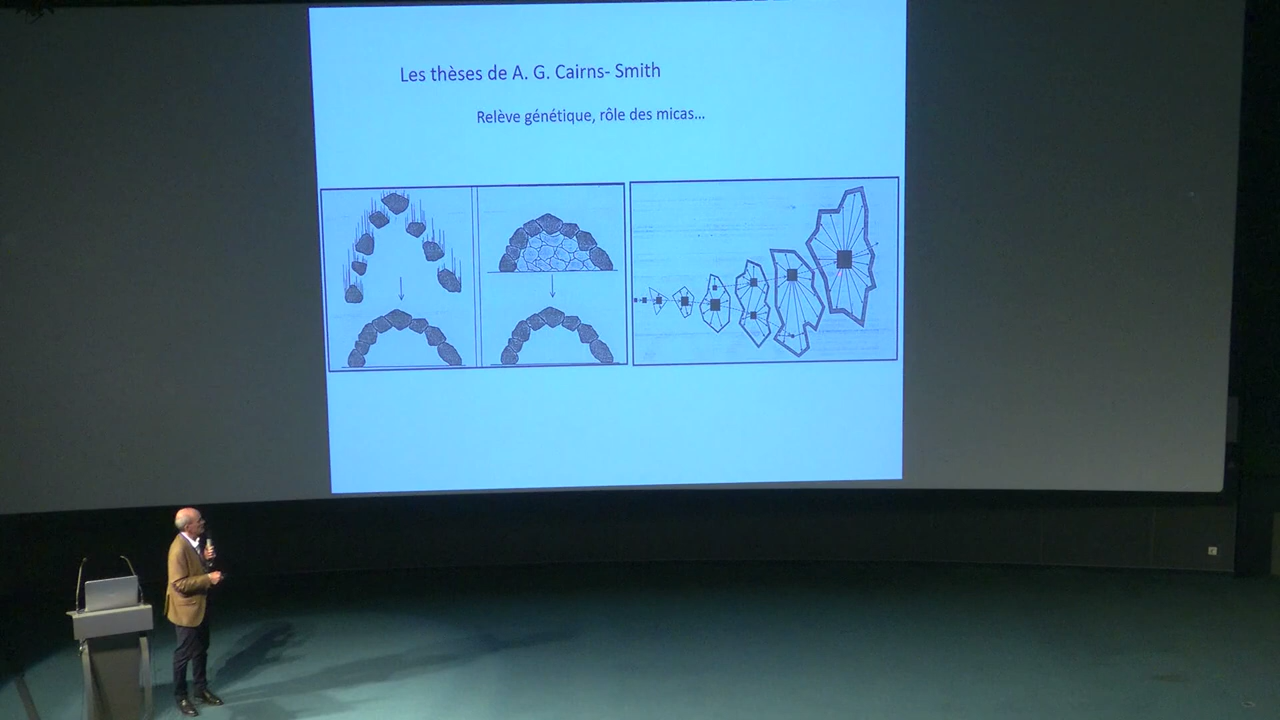 Les thèses de A. G. Cairns- Smith
Relève génétique, rôle des micas...